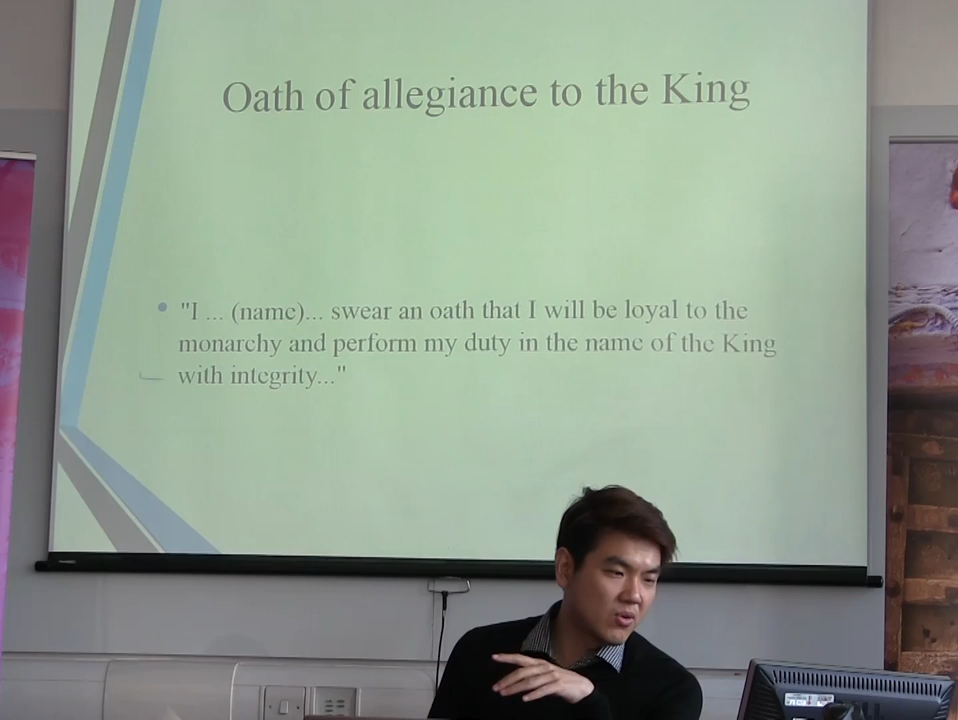 Oath of allegiance to the King
• "I ... (name)... swear an oath that I will be loyal to the
monarchy and perform my duty in the name of the King
with integrity..."